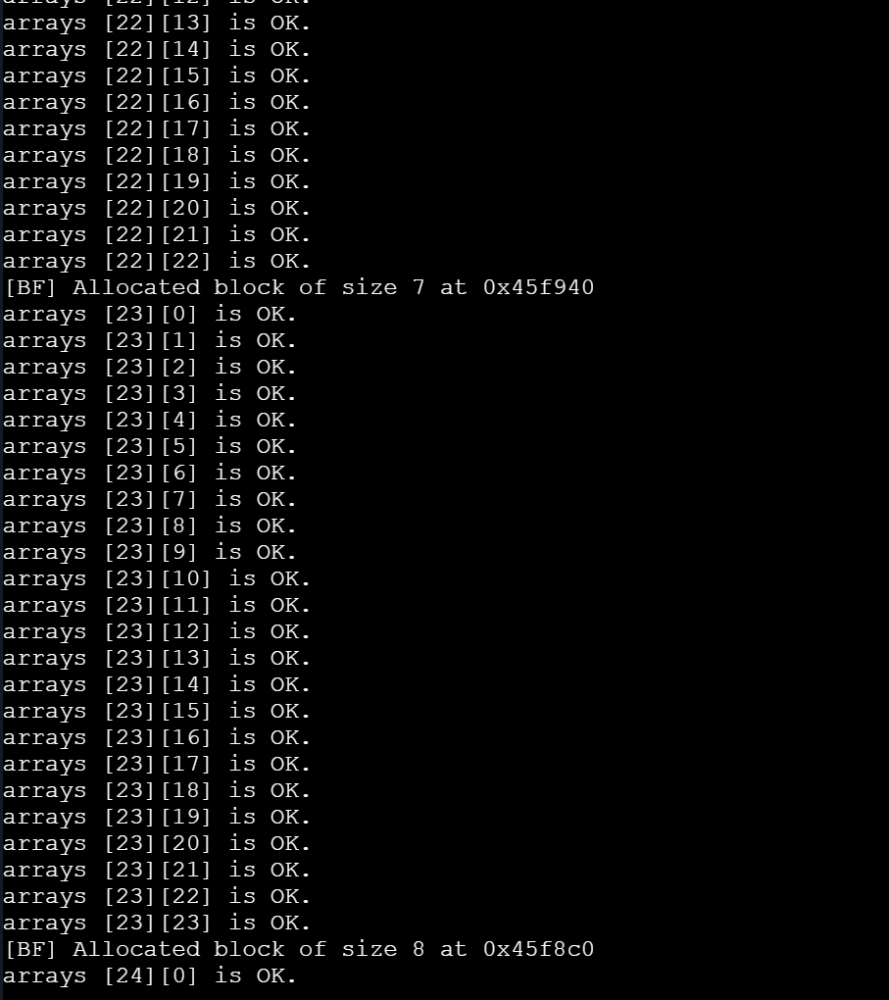 arrays [22][12] is OK.
arrays [22][13] is OK.
arrays [22][14] is OK.
arrays [22][15] is OK.
arrays [22][16] is OK.
arrays [22][17] is OK.
arrays [22][18] is OK.
arrays [22][19] is OK.
arrays [22][20] is OK.
arrays [22][21] is OK.
arrays [22][22] is OK.
[BF] Allocated block of size 7 at 0x45f940
arrays [23][0] is OK.
arrays [23][1] is OK.
arrays [23][2] is OK.
arrays [23][3] is OK.
arrays [23][4] is OK.
arrays [23][5] is OK.
arrays [23][6] is OK.
arrays [23][7] is OK.
arrays [23][8] is OK.
arrays [23][9] is OK.
arrays [23][10] is OK.
arrays [23][11] is OK.
arrays [23][12] is OK.
arrays [23][13] is OK.
arrays [23][14] is OK.
arrays [23][15] is OK.
arrays [23][16] is OK.
arrays [23][17] is OK.
arrays [23][18] is OK.
arrays [23][19] is OK.
arrays [23][20] is OK.
arrays [23][21] is OK.
arrays [23][22] is OK.
arrays [23][23] is OK.
[BF] Allocated block of size 8 at 0x45f8c0
arrays [24][0] is OK.